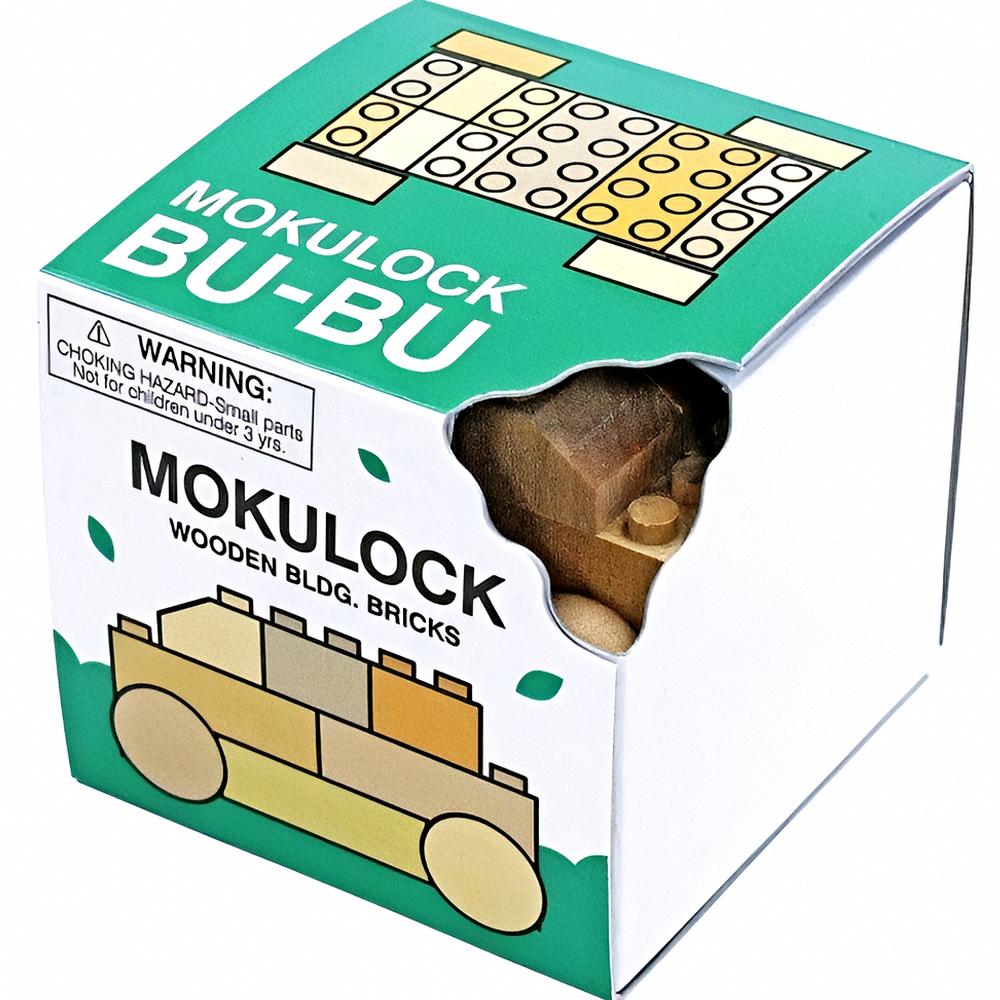 MOKULOCK
BU-BU
WARNING:
CHOKING HAZARD-Small parts
Not for children under 3 yrs.
MOKULOCK
WOODEN BLDG. BRICKS